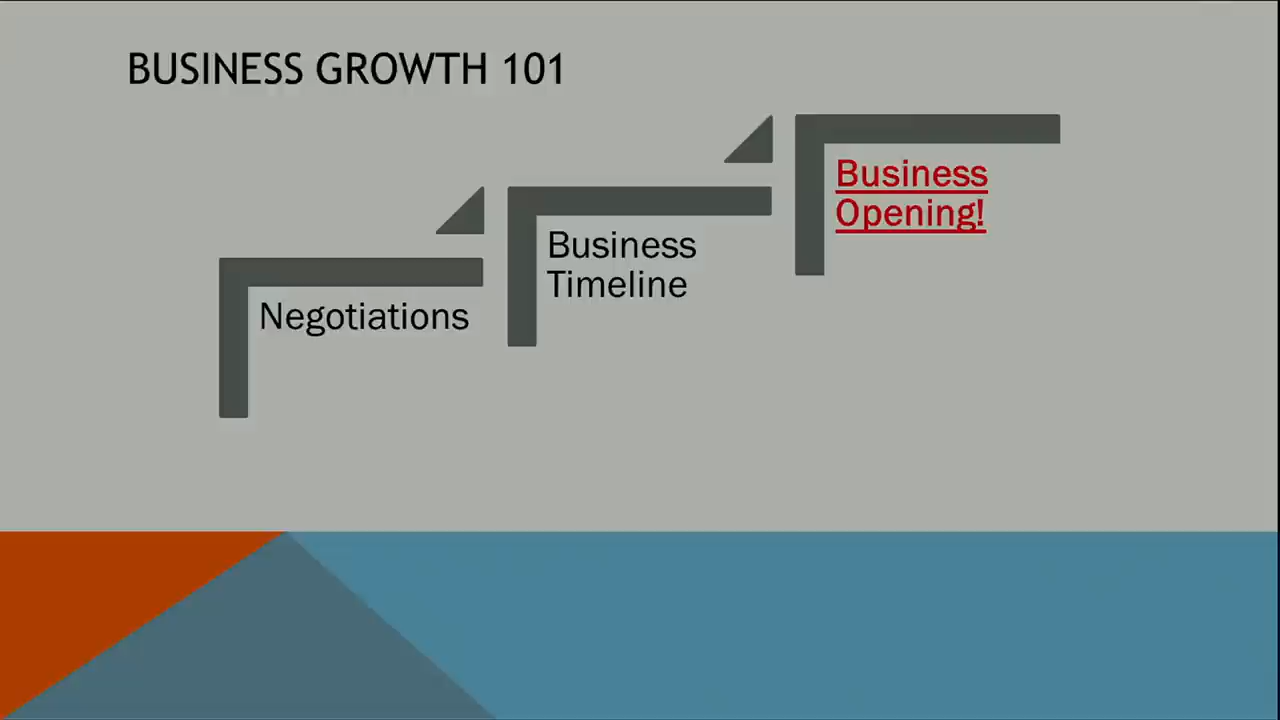 BUSINESS GROWTH 101
Negotiations
Business
Timeline
Business
Opening!